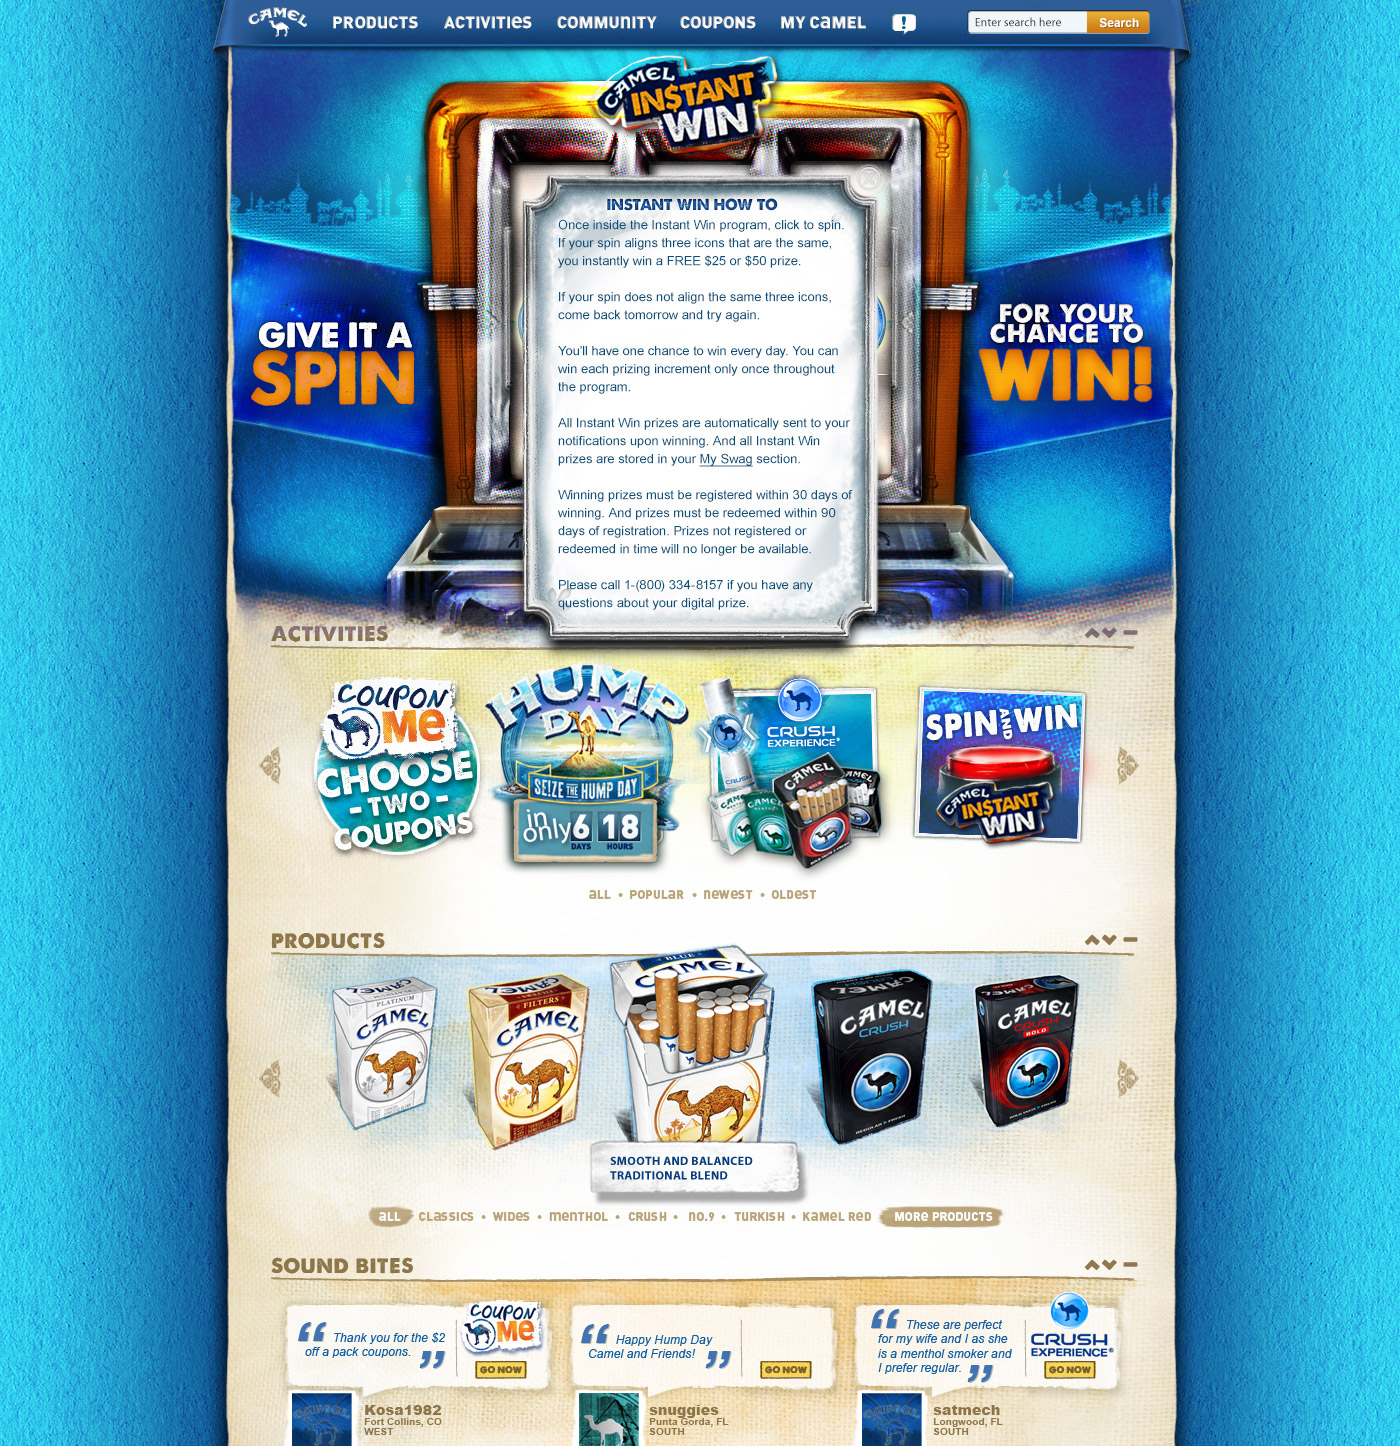 CAMEL
PRODUCTS ACTIVITIES COMMUNITY COUPONS MY CAMEL
Enter search here Search
CAMEL
IN$TANT
WIN
INSTANT WIN HOW TO
Once inside the Instant Win program, click to spin.
If your spin aligns three icons that are the same,
you instantly win a FREE $25 or $50 prize.
If your spin does not align the same three icons,
come back tomorrow and try again.
You'll have one chance to win every day. You can
win each prizing increment only once throughout
the program.
All Instant Win prizes are automatically sent to your
notifications upon winning. And all Instant Win
prizes are stored in your My Swag section.
Winning prizes must be registered within 30 days of
winning. And prizes must be redeemed within 90
days of registration. Prizes not registered or
redeemed in time will no longer be available.
Please call 1-(800) 334-8157 if you have any
questions about your digital prize.
GIVE IT A
SPIN
FOR YOUR
CHANCE TO
WIN!
ACTIVITIES
COUPON
Me
CHOOSE
- TWO -
COUPONS
HUMP
DAY
SE!ZE THE HUMP DAY
in only 6 18
DAYS HOURS
CRUSH
EXPERIENCE®
CRUSH
CAMEL
CAMEL
CAMEL
CAMEL
SPIN AND WIN
CAMEL
IN$TANT
WIN
ALL • POPULAR • NEWEST • OLDEST
PRODUCTS
CAMEL
PLATINUM
CAMEL
CAMEL
FILTERS
CAMEL
BLUE
CAMEL
CAMEL
CRUSH
CAMEL
CRUSH
BOLD
REGULAR FRESH
SMOOTH AND BALANCED
TRADITIONAL BLEND
ALL CLASSICS • WIDES • MENTHOL • CRUSH • NO.9 • TURKISH • KAMEL RED MORE PRODUCTS
SOUND BITES
“ Thank you for the $2
off a pack coupons. ”
COUPON
Me
GO NOW
Kosa1982
Fort Collins, CO
WEST
“ Happy Hump Day
Camel and Friends! ”
GO NOW
snuggies
Punta Gorda, FL
SOUTH
“ These are perfect
for my wife and I as she
is a menthol smoker and
I prefer regular. ”
CRUSH
EXPERIENCE®
GO NOW
satmech
Longwood, FL
SOUTH